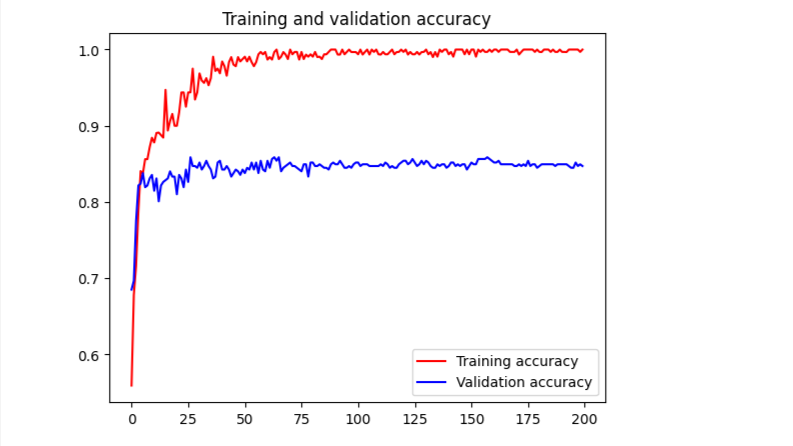 Training and validation accuracy
1.0
0.9
0.8
0.7
0.6
Training accuracy
Validation accuracy
0 25 50 75 100 125 150 175 200